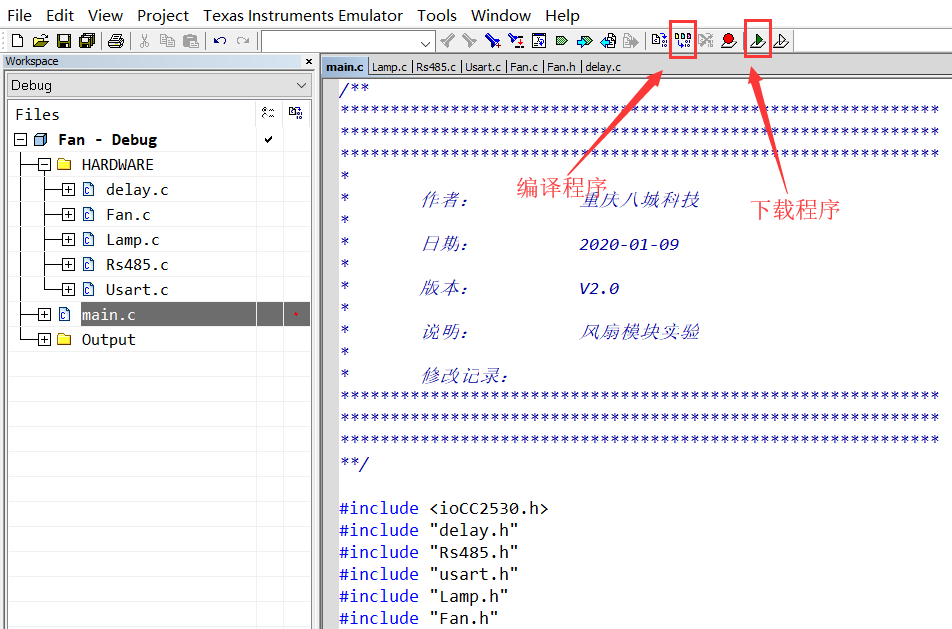 File Edit View Project Texas Instruments Emulator Tools Window Help
Workspace ×
Debug
Files
Fan - Debug
HARDWARE
delay.c
Fan.c
Lamp.c
Rs485.c
Usart.c
main.c
Output
main.c Lamp.c Rs485.c Usart.c Fan.c Fan.h delay.c
编译程序
下载程序
/**
************************************************************
************************************************************
************************************************************
*
* 作者： 重庆八城科技
*
* 日期： 2020-01-09
*
* 版本： V2.0
*
* 说明： 风扇模块实验
*
* 修改记录：
************************************************************
************************************************************
************************************************************
**/
#include <ioCC2530.h>
#include "delay.h"
#include "Rs485.h"
#include "usart.h"
#include "Lamp.h"
#include "Fan.h"